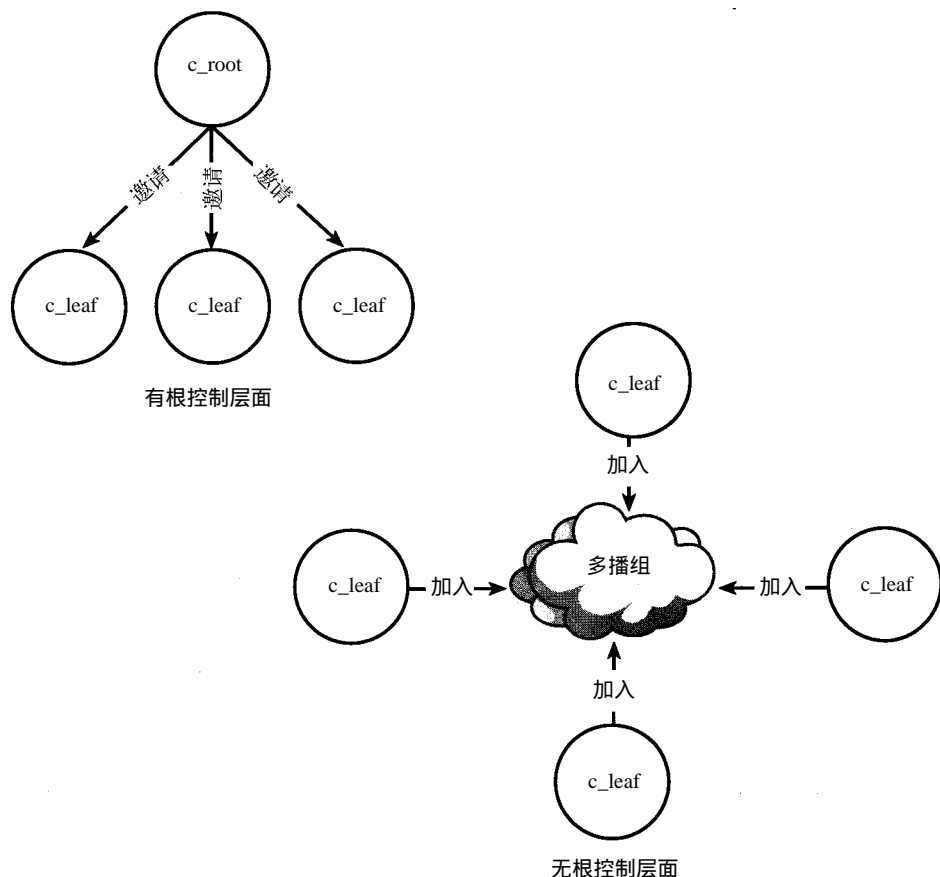 c_root
邀请
邀请
邀请
c_leaf
c_leaf
c_leaf
有根控制层面
c_leaf
加入
c_leaf
加入
多播组
加入
c_leaf
加入
c_leaf
无根控制层面